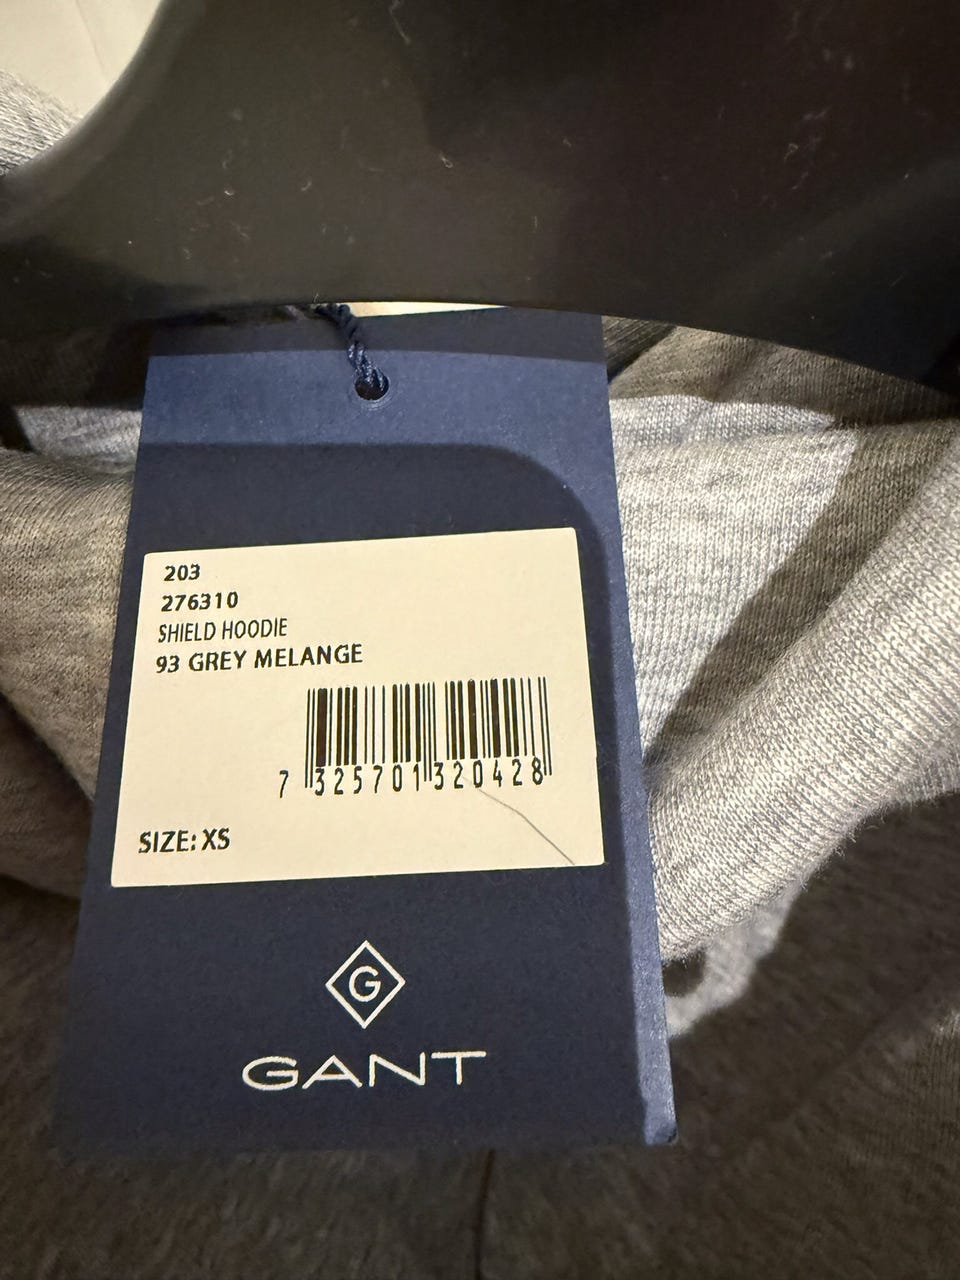 203
276310
SHIELD HOODIE
93 GREY MELANGE
7 325701 320428
SIZE: XS
G
GANT